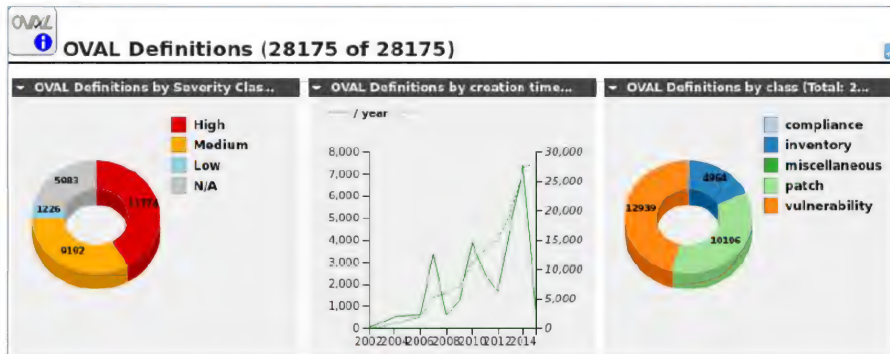 OVAL
OVAL Definitions (28175 of 28175)
OVAL Definitions by Severity Clas...
High
Medium
Low
N/A
5083
1226
9192
OVAL Definitions by creation time...
/ year
8,000
7,000
6,000
5,000
4,000
3,000
2,000
1,000
0
30,000
25,000
20,000
15,000
10,000
5,000
0
2002 2004 2006 2008 2010 2012 2014
OVAL Definitions by class (Total: 2...
compliance
inventory
miscellaneous
patch
vulnerability
4964
12939
10106